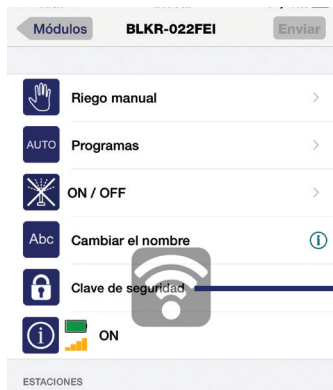 Módulos BLKR-022FEI Enviar
Riego manual
AUTO Programas
ON / OFF
Abc Cambiar el nombre
Clave de seguridad
ON
ESTACIONES